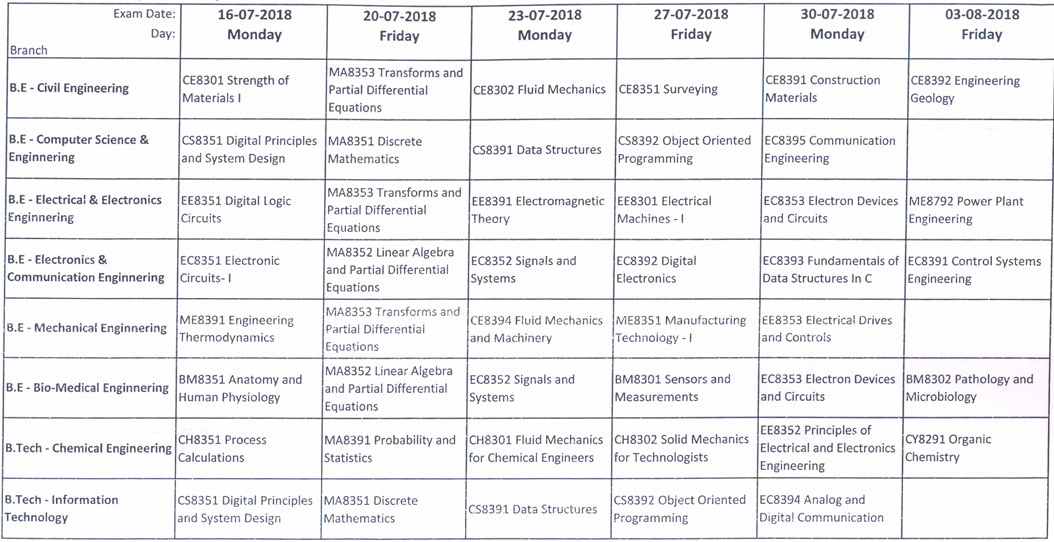 Exam Date: 16-07-2018 20-07-2018 23-07-2018 27-07-2018 30-07-2018 03-08-2018
Day: Monday Friday Monday Friday Monday Friday
Branch
B.E - Civil Engineering
CE8301 Strength of
Materials I
MA8353 Transforms and
Partial Differential
Equations
CE8302 Fluid Mechanics
CE8351 Surveying
CE8391 Construction
Materials
CE8392 Engineering
Geology
B.E - Computer Science &
Enginnering
CS8351 Digital Principles
and System Design
MA8351 Discrete
Mathematics
CS8391 Data Structures
CS8392 Object Oriented
Programming
EC8395 Communication
Engineering
B.E - Electrical & Electronics
Enginnering
EE8351 Digital Logic
Circuits
MA8353 Transforms and
Partial Differential
Equations
EE8391 Electromagnetic
Theory
EE8301 Electrical
Machines - I
EC8353 Electron Devices
and Circuits
ME8792 Power Plant
Engineering
B.E - Electronics &
Communication Enginnering
EC8351 Electronic
Circuits- I
MA8352 Linear Algebra
and Partial Differential
Equations
EC8352 Signals and
Systems
EC8392 Digital
Electronics
EC8393 Fundamentals of
Data Structures In C
EC8391 Control Systems
Engineering
B.E - Mechanical Enginnering
ME8391 Engineering
Thermodynamics
MA8353 Transforms and
Partial Differential
Equations
CE8394 Fluid Mechanics
and Machinery
ME8351 Manufacturing
Technology - I
EE8353 Electrical Drives
and Controls
B.E - Bio-Medical Enginnering
BM8351 Anatomy and
Human Physiology
MA8352 Linear Algebra
and Partial Differential
Equations
EC8352 Signals and
Systems
BM8301 Sensors and
Measurements
EC8353 Electron Devices
and Circuits
BM8302 Pathology and
Microbiology
B.Tech - Chemical Engineering
CH8351 Process
Calculations
MA8391 Probability and
Statistics
CH8301 Fluid Mechanics
for Chemical Engineers
CH8302 Solid Mechanics
for Technologists
EE8352 Principles of
Electrical and Electronics
Engineering
CY8291 Organic
Chemistry
B.Tech - Information
Technology
CS8351 Digital Principles
and System Design
MA8351 Discrete
Mathematics
CS8391 Data Structures
CS8392 Object Oriented
Programming
EC8394 Analog and
Digital Communication